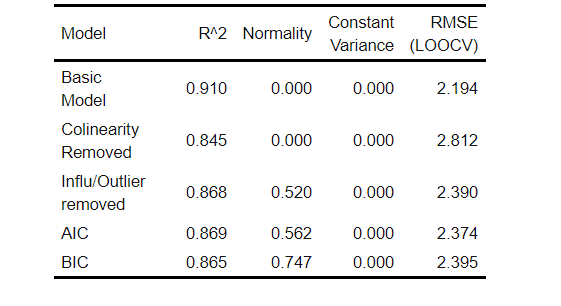 Model R^2 Normality Constant Variance RMSE (LOOCV)
Basic Model 0.910 0.000 0.000 2.194
Colinearity Removed 0.845 0.000 0.000 2.812
Influ/Outlier removed 0.868 0.520 0.000 2.390
AIC 0.869 0.562 0.000 2.374
BIC 0.865 0.747 0.000 2.395